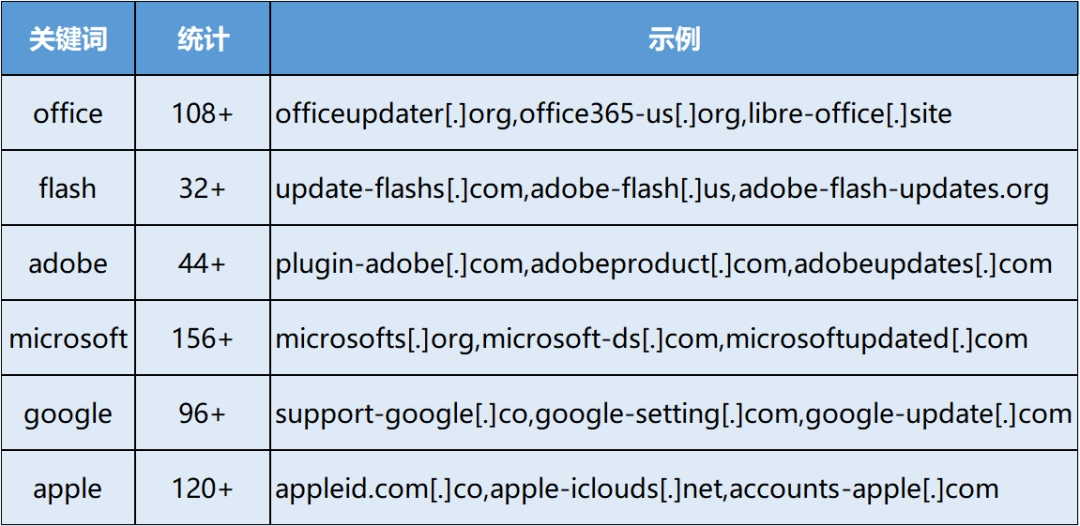 关键词 统计 示例
office 108+ officeupdater[.]org,office365-us[.]org,libre-office[.]site
flash 32+ update-flashs[.]com,adobe-flash[.]us,adobe-flash-updates.org
adobe 44+ plugin-adobe[.]com,adobeproduct[.]com,adobeupdates[.]com
microsoft 156+ microsofts[.]org,microsoft-ds[.]com,microsoftupdated[.]com
google 96+ support-google[.]co,google-setting[.]com,google-update[.]com
apple 120+ appleid.com[.]co,apple-iclouds[.]net,accounts-apple[.]com